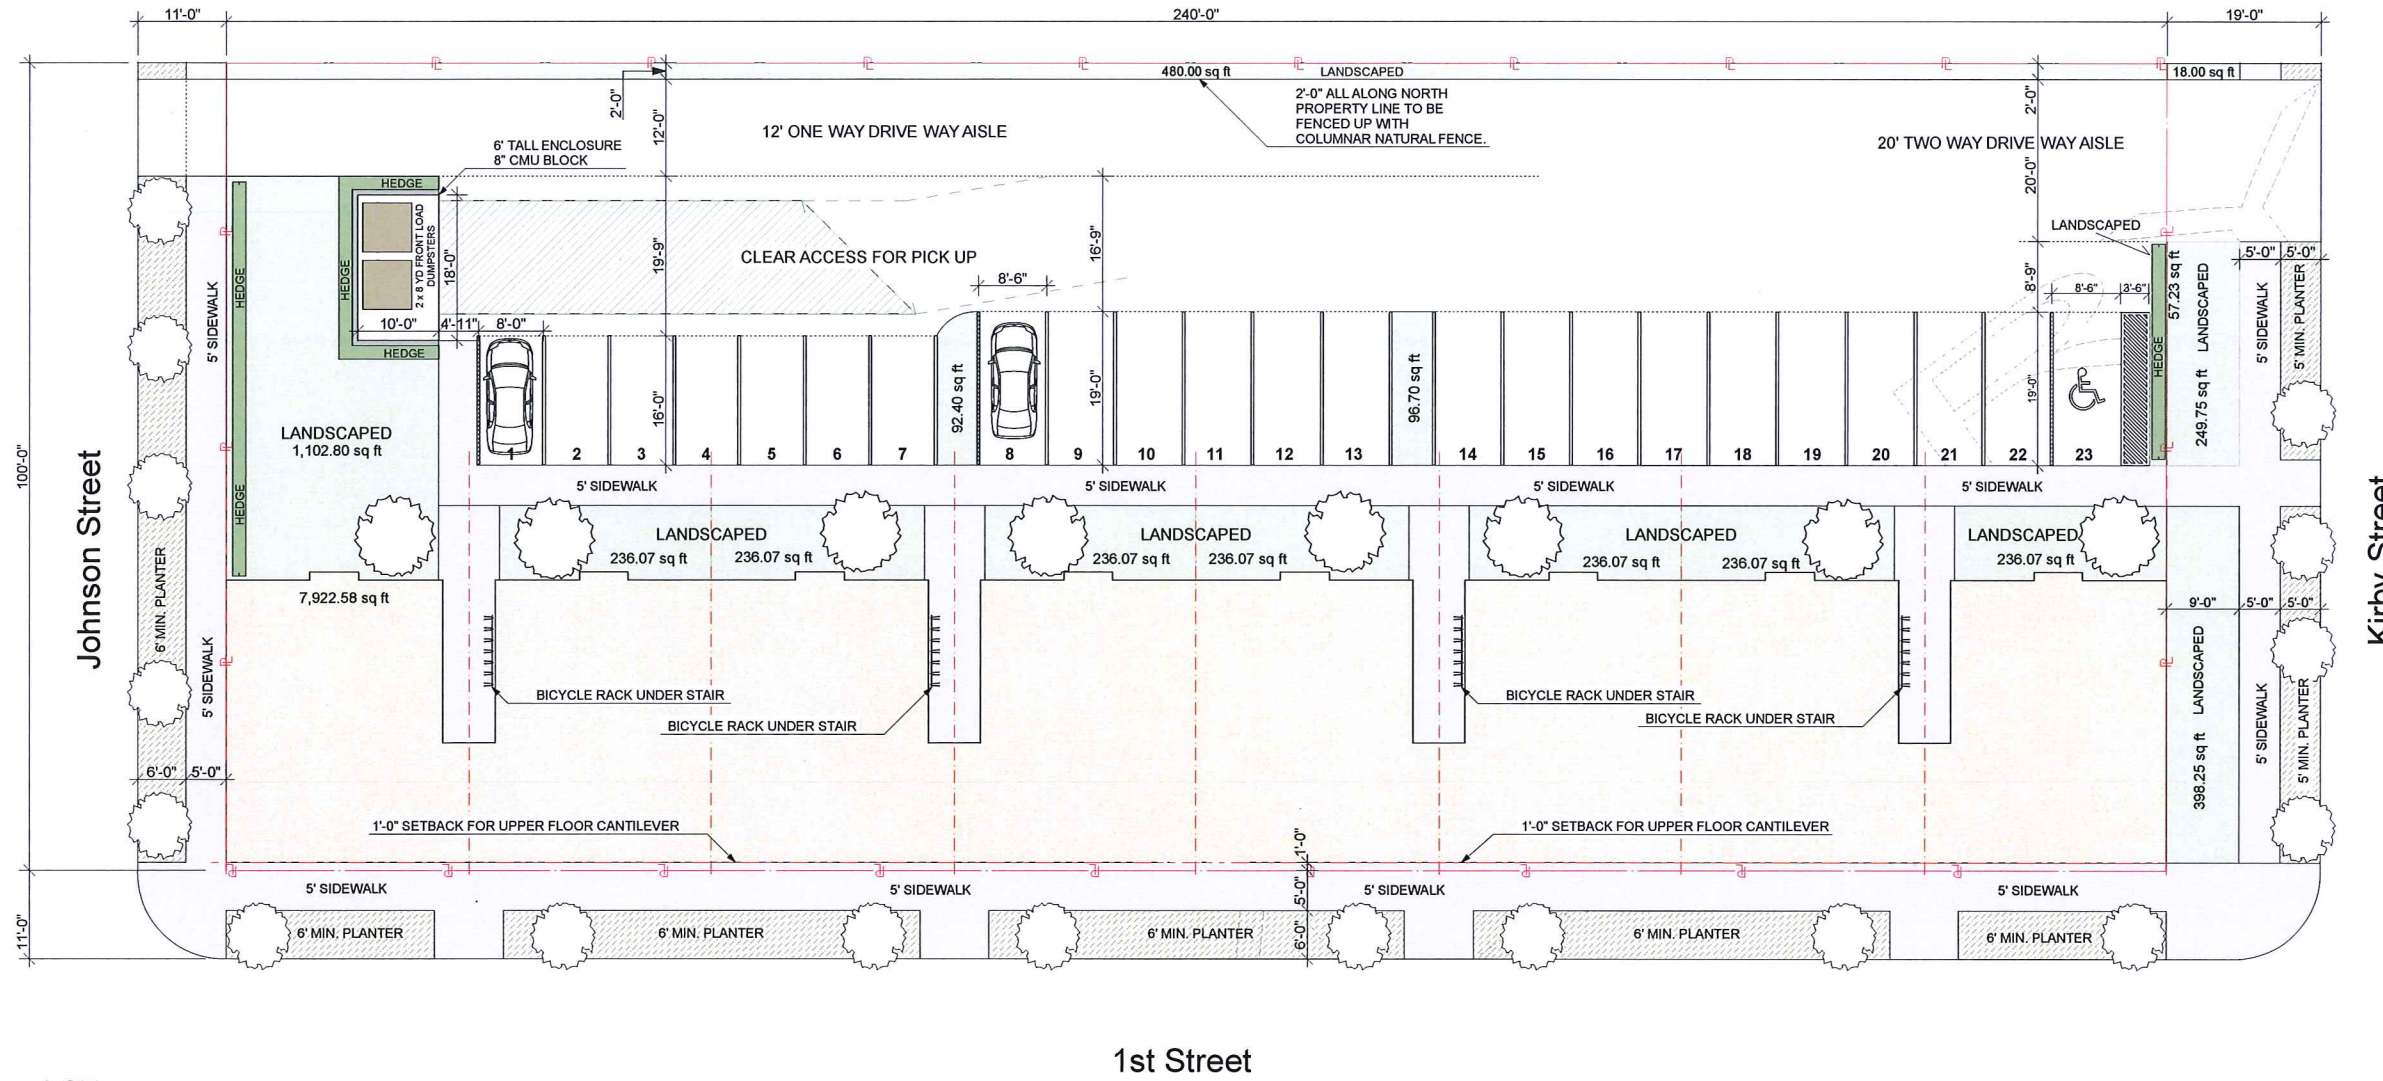 11'-0"
240'-0"
19'-0"
480.00 sq ft
LANDSCAPED
18.00 sq ft
2'-0"
12'-0"
12' ONE WAY DRIVE WAY AISLE
2'-0" ALL ALONG NORTH
PROPERTY LINE TO BE
FENCED UP WITH
COLUMNAR NATURAL FENCE.
2'-0"
20' TWO WAY DRIVE WAY AISLE
20'-0"
6' TALL ENCLOSURE
8" CMU BLOCK
HEDGE
HEDGE
HEDGE
HEDGE
HEDGE
2 x 8 YD FRONT LOAD
DUMPSTERS
18'-0"
10'-0"
4'-11"
8'-0"
19'-9"
CLEAR ACCESS FOR PICK UP
16'-9"
8'-6"
LANDSCAPED
8'-9"
8'-6"
3'-6"
57.23 sq ft
HEDGE
249.75 sq ft LANDSCAPED
5'-0"
5'-0"
5' SIDEWALK
5' MIN. PLANTER
5' SIDEWALK
LANDSCAPED
1,102.80 sq ft
16'-0"
92.40 sq ft
19'-0"
96.70 sq ft
19'-0"
1
2
3
4
5
6
7
8
9
10
11
12
13
14
15
16
17
18
19
20
21
22
23
100'-0"
Johnson Street
Kirby Street
5' SIDEWALK
5' SIDEWALK
5' SIDEWALK
5' SIDEWALK
LANDSCAPED
236.07 sq ft
236.07 sq ft
LANDSCAPED
236.07 sq ft
236.07 sq ft
LANDSCAPED
236.07 sq ft
236.07 sq ft
LANDSCAPED
236.07 sq ft
7,922.58 sq ft
6' MIN. PLANTER
5' SIDEWALK
9'-0"
5'-0"
5'-0"
398.25 sq ft LANDSCAPED
5' SIDEWALK
5' MIN. PLANTER
BICYCLE RACK UNDER STAIR
BICYCLE RACK UNDER STAIR
BICYCLE RACK UNDER STAIR
BICYCLE RACK UNDER STAIR
6'-0"
5'-0"
1'-0" SETBACK FOR UPPER FLOOR CANTILEVER
1'-0" SETBACK FOR UPPER FLOOR CANTILEVER
1'-0"
5'-0"
6'-0"
5' SIDEWALK
5' SIDEWALK
5' SIDEWALK
5' SIDEWALK
11'-0"
6' MIN. PLANTER
6' MIN. PLANTER
6' MIN. PLANTER
6' MIN. PLANTER
6' MIN. PLANTER
1st Street